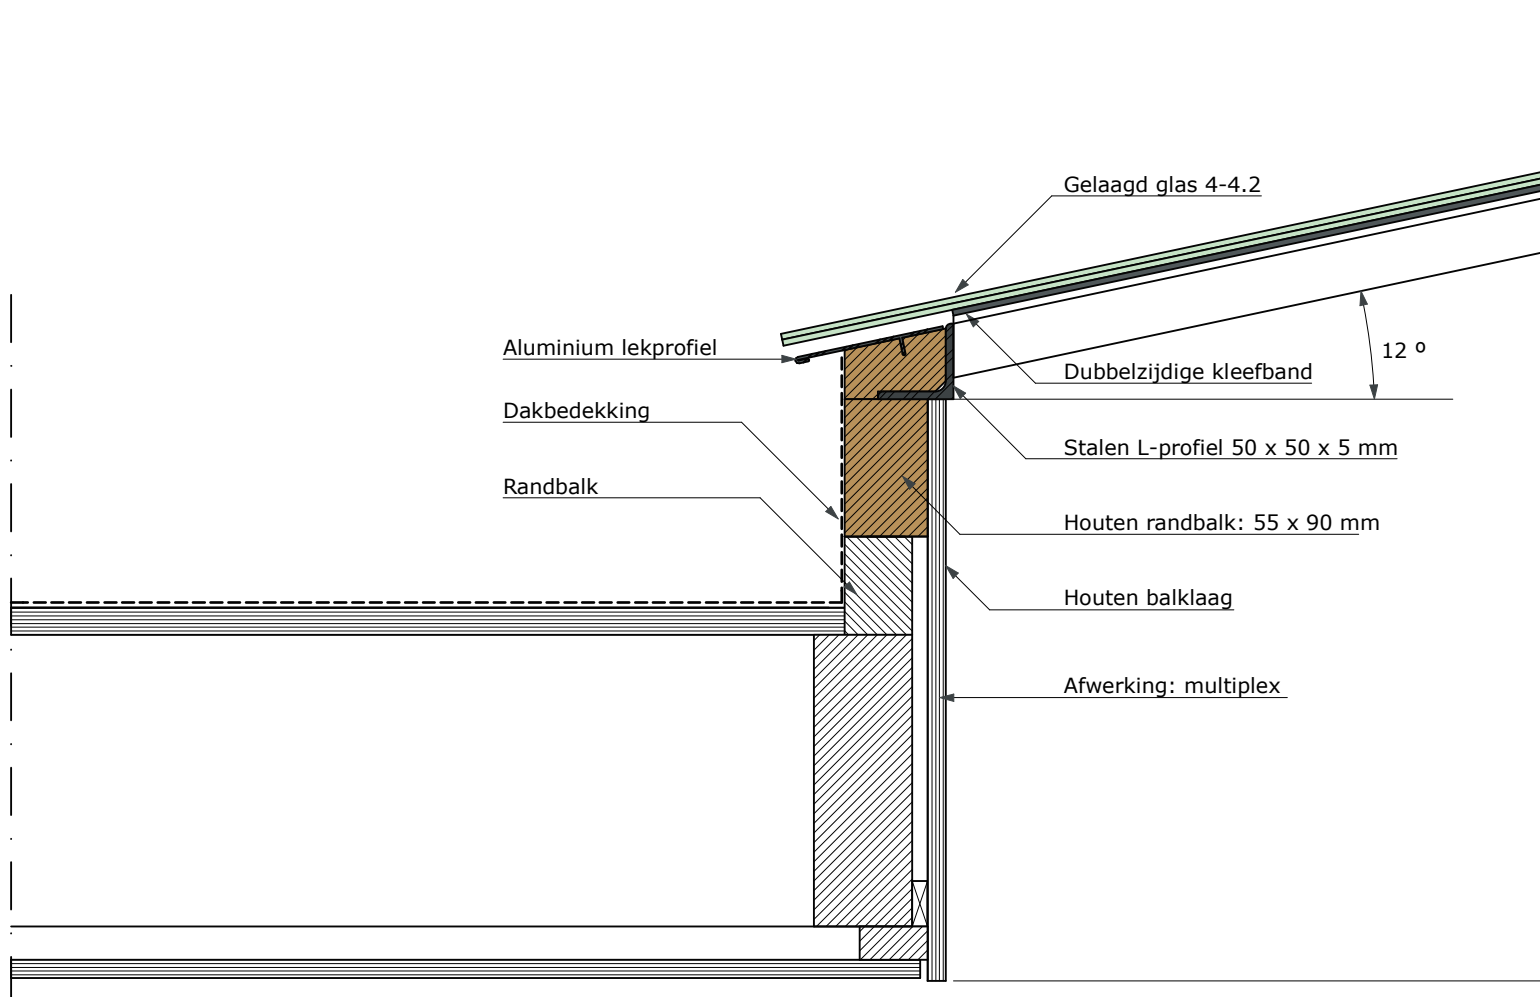 Gelaagd glas 4-4.2
Aluminium lekprofiel
12 º
Dubbelzijdige kleefband
Dakbedekking
Stalen L-profiel 50 x 50 x 5 mm
Randbalk
Houten randbalk: 55 x 90 mm
Houten balklaag
Afwerking: multiplex